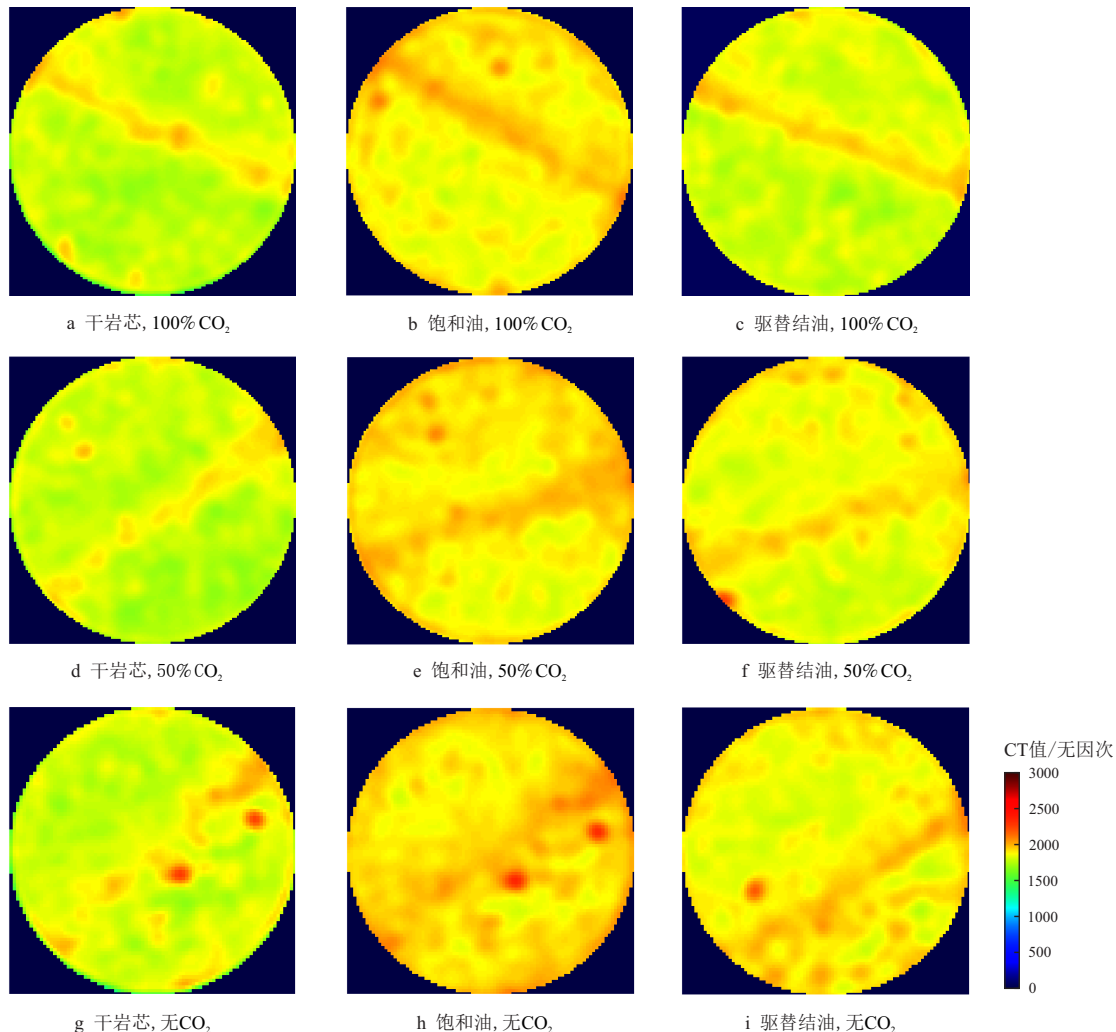 a 干岩芯, 100% CO₂
b 饱和油, 100% CO₂
c 驱替结油, 100% CO₂
d 干岩芯, 50% CO₂
e 饱和油, 50% CO₂
f 驱替结油, 50% CO₂
CT值/无因次
3000
2500
2000
1500
1000
500
0
g 干岩芯, 无CO₂
h 饱和油, 无CO₂
i 驱替结油, 无CO₂